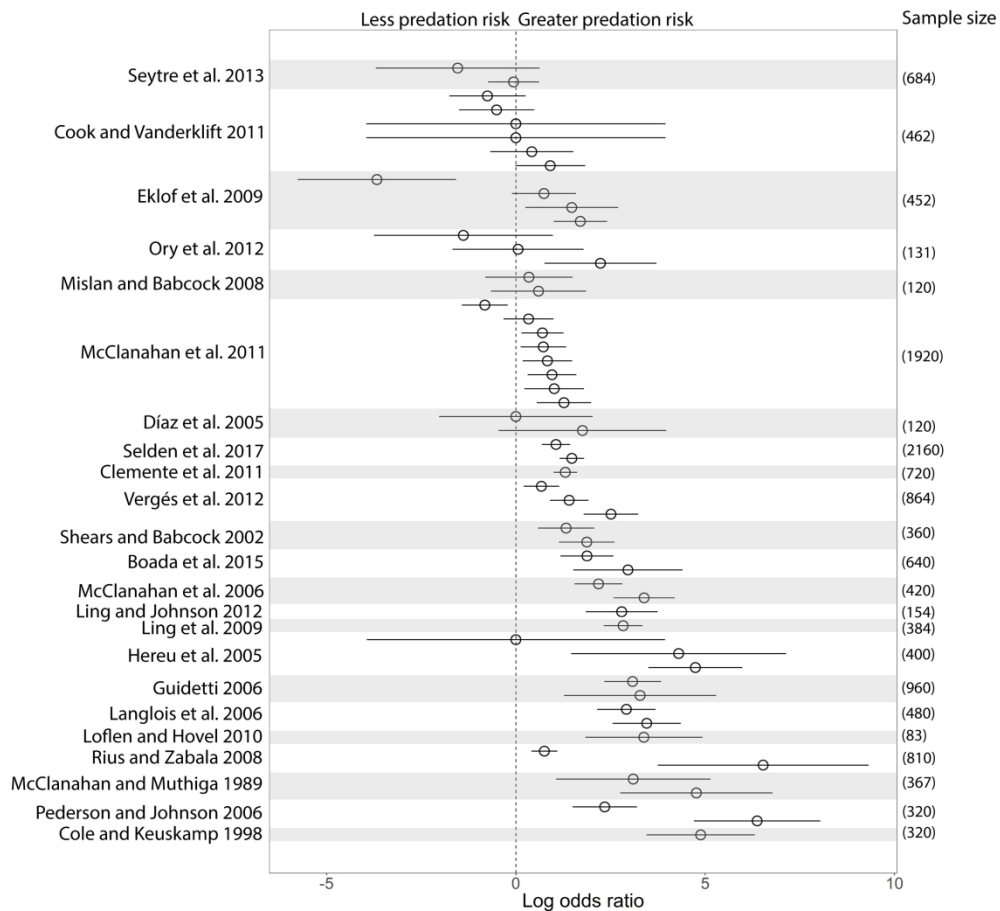 Less predation risk Greater predation risk Sample size
Seytre et al. 2013 (684)
Cook and Vanderklift 2011 (462)
Eklof et al. 2009 (452)
Ory et al. 2012 (131)
Mislan and Babcock 2008 (120)
McClanahan et al. 2011 (1920)
Díaz et al. 2005 (120)
Selden et al. 2017 (2160)
Clemente et al. 2011 (720)
Vergés et al. 2012 (864)
Shears and Babcock 2002 (360)
Boada et al. 2015 (640)
McClanahan et al. 2006 (420)
Ling and Johnson 2012 (154)
Ling et al. 2009 (384)
Hereu et al. 2005 (400)
Guidetti 2006 (960)
Langlois et al. 2006 (480)
Loflen and Hovel 2010 (83)
Rius and Zabala 2008 (810)
McClanahan and Muthiga 1989 (367)
Pederson and Johnson 2006 (320)
Cole and Keuskamp 1998 (320)
-5 0 5 10
Log odds ratio